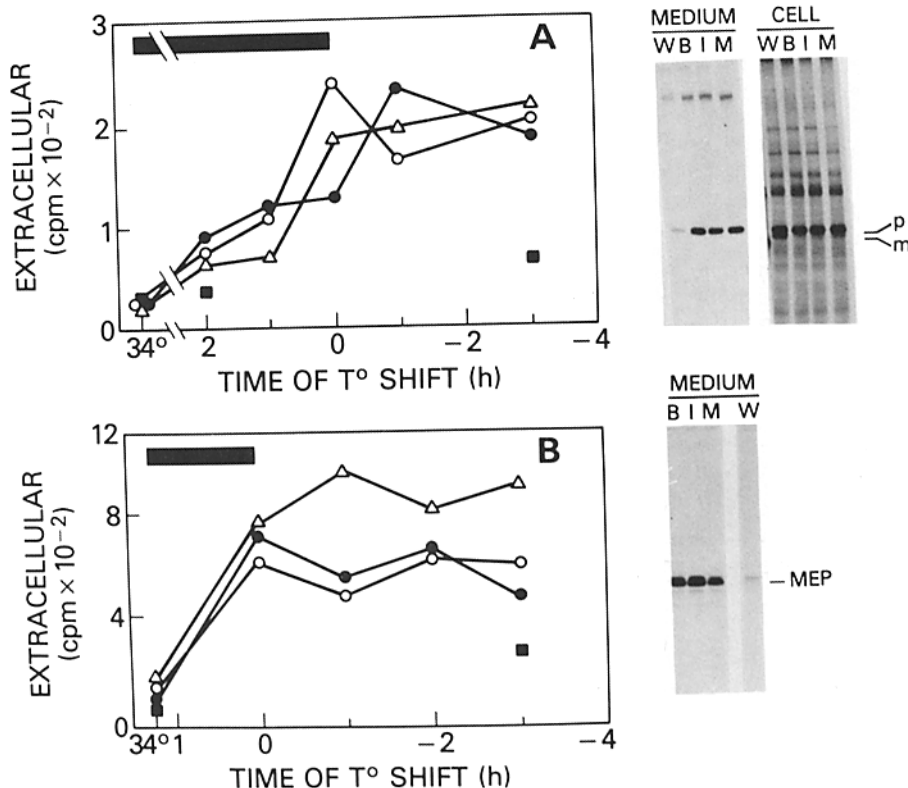 A
3
2
1
0
EXTRACELLULAR
(cpm × 10⁻²)
34° 2 0 −2 −4
TIME OF T° SHIFT (h)
MEDIUM CELL
W B I M W B I M
p
m
B
12
8
4
0
EXTRACELLULAR
(cpm × 10⁻²)
34° 1 0 −2 −4
TIME OF T° SHIFT (h)
MEDIUM
B I M W
MEP